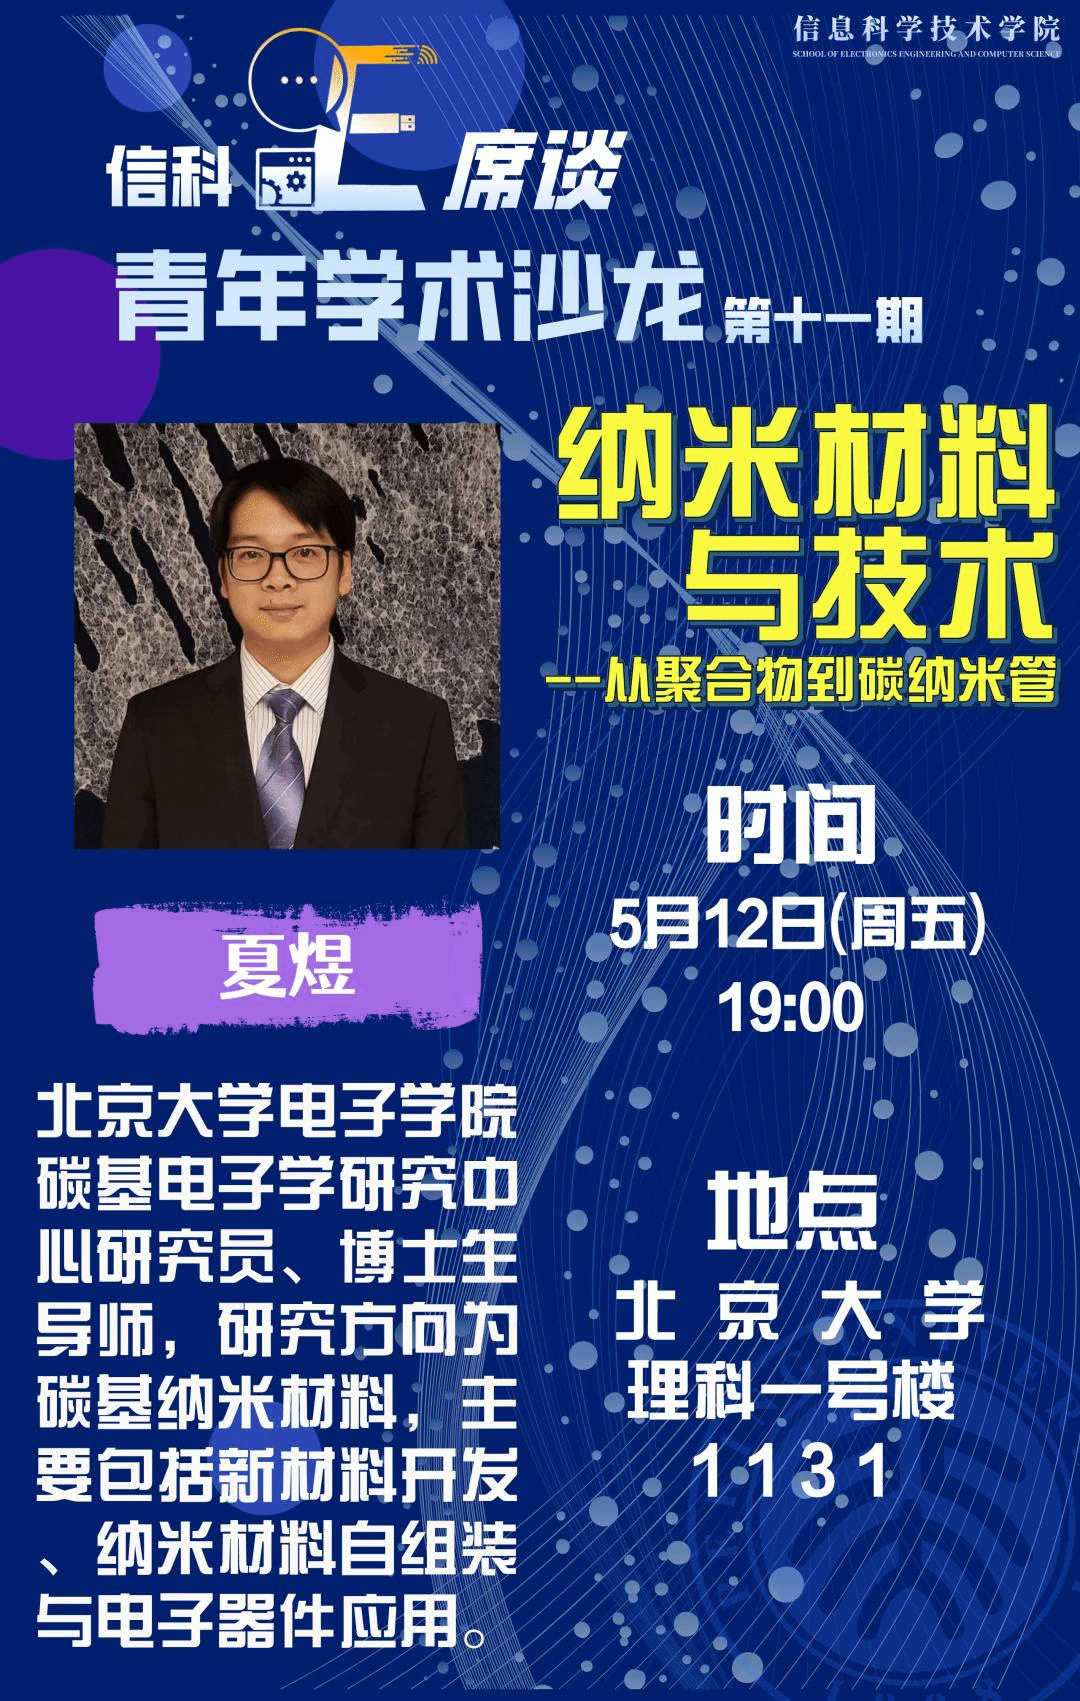 信息科学技术学院
SCHOOL OF ELECTRONICS ENGINEERING AND COMPUTER SCIENCE
信科E席谈
青年学术沙龙 第十一期
纳米材料
与技术
--从聚合物到碳纳米管
夏煜
北京大学电子学院
碳基电子学研究中
心研究员、博士生
导师，研究方向为
碳基纳米材料，主
要包括新材料开发
、纳米材料自组装
与电子器件应用。
时间
5月12日(周五)
19:00
地点
北京大学
理科一号楼
1131